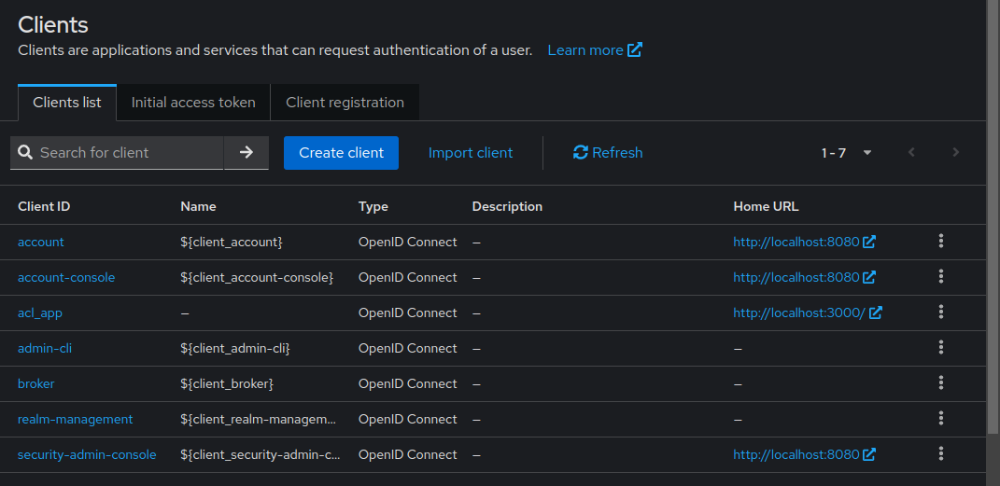 Clients
Clients are applications and services that can request authentication of a user. Learn more
Clients list Initial access token Client registration
Search for client Create client Import client Refresh 1 - 7
Client ID Name Type Description Home URL
account ${client_account} OpenID Connect – http://localhost:8080
account-console ${client_account-console} OpenID Connect – http://localhost:8080
acl_app – OpenID Connect – http://localhost:3000/
admin-cli ${client_admin-cli} OpenID Connect – –
broker ${client_broker} OpenID Connect – –
realm-management ${client_realm-managem... OpenID Connect – –
security-admin-console ${client_security-admin-c... OpenID Connect – http://localhost:8080